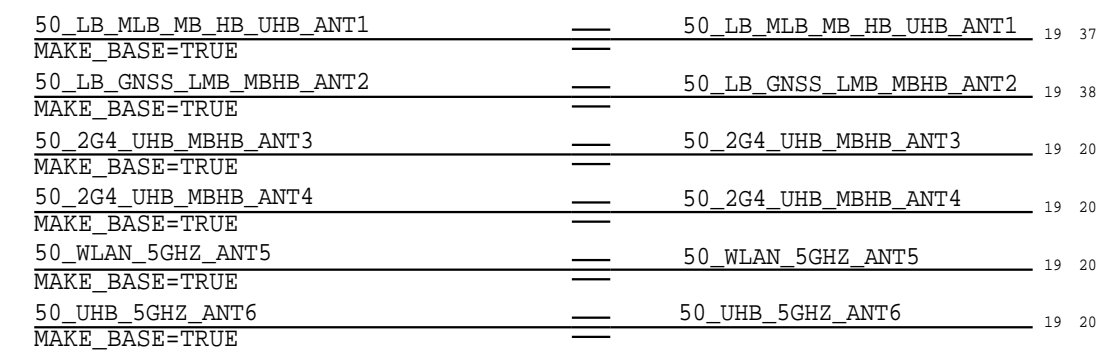 50_LB_MLB_MB_HB_UHB_ANT1 50_LB_MLB_MB_HB_UHB_ANT1 19 37
MAKE_BASE=TRUE
50_LB_GNSS_LMB_MBHB_ANT2 50_LB_GNSS_LMB_MBHB_ANT2 19 38
MAKE_BASE=TRUE
50_2G4_UHB_MBHB_ANT3 50_2G4_UHB_MBHB_ANT3 19 20
MAKE_BASE=TRUE
50_2G4_UHB_MBHB_ANT4 50_2G4_UHB_MBHB_ANT4 19 20
MAKE_BASE=TRUE
50_WLAN_5GHZ_ANT5 50_WLAN_5GHZ_ANT5 19 20
MAKE_BASE=TRUE
50_UHB_5GHZ_ANT6 50_UHB_5GHZ_ANT6 19 20
MAKE_BASE=TRUE